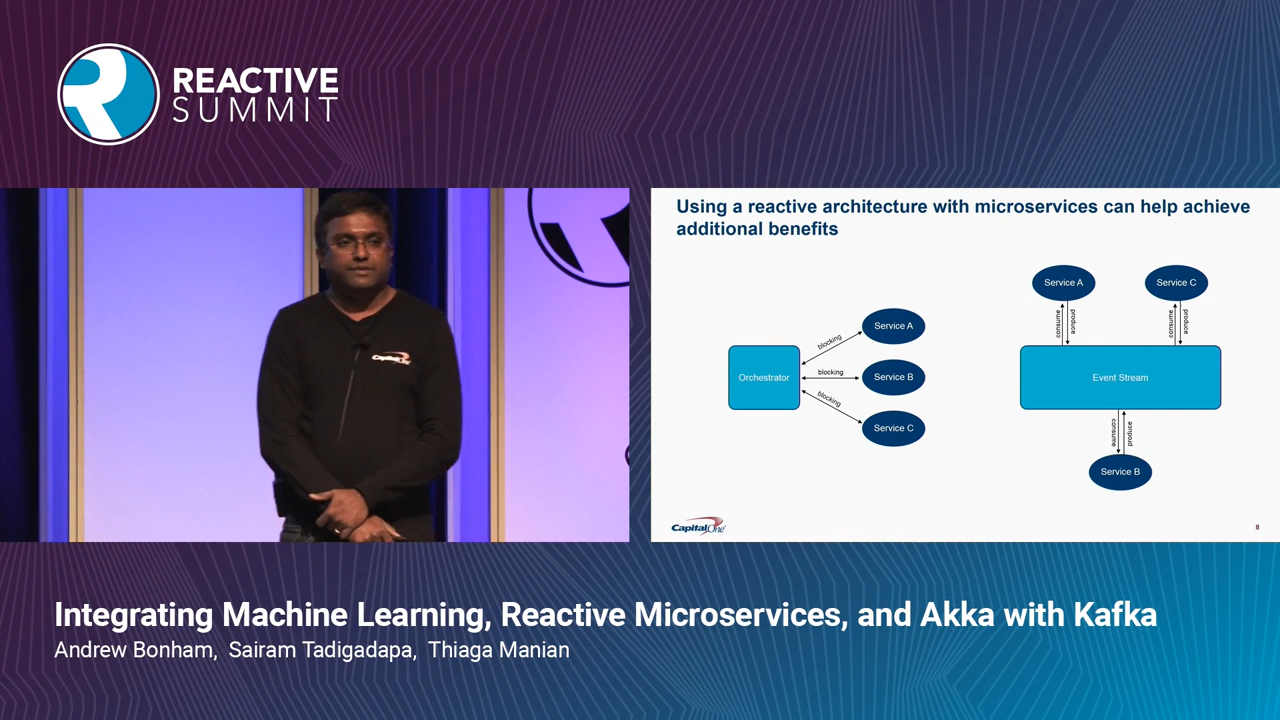 REACTIVE
SUMMIT
Capital One
Using a reactive architecture with microservices can help achieve
additional benefits
Orchestrator
blocking
blocking
blocking
Service A
Service B
Service C
Service A
Service C
consume
produce
consume
produce
Event Stream
consume
produce
Service B
Capital One
8
Integrating Machine Learning, Reactive Microservices, and Akka with Kafka
Andrew Bonham, Sairam Tadigadapa, Thiaga Manian